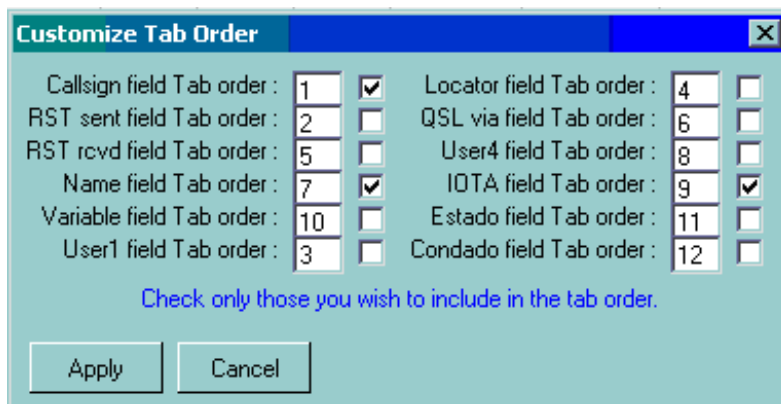 Customize Tab Order
Callsign field Tab order : 1 Locator field Tab order : 4
RST sent field Tab order : 2 QSL via field Tab order : 6
RST rcvd field Tab order : 5 User4 field Tab order : 8
Name field Tab order : 7 IOTA field Tab order : 9
Variable field Tab order : 10 Estado field Tab order : 11
User1 field Tab order : 3 Condado field Tab order : 12
Check only those you wish to include in the tab order.
Apply Cancel